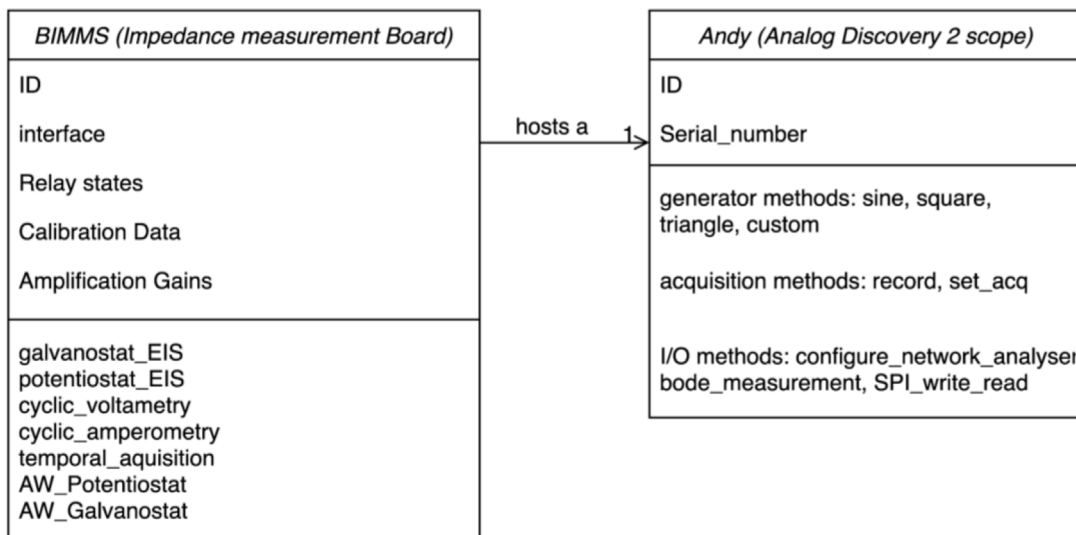 BIMMS (Impedance measurement Board)
ID
interface
Relay states
Calibration Data
Amplification Gains
galvanostat_EIS
potentiostat_EIS
cyclic_voltametry
cyclic_amperometry
temporal_aquisition
AW_Potentiostat
AW_Galvanostat
hosts a
1
Andy (Analog Discovery 2 scope)
ID
Serial_number
generator methods: sine, square,
triangle, custom
acquisition methods: record, set_acq
I/O methods: configure_network_analyser
bode_measurement, SPI_write_read